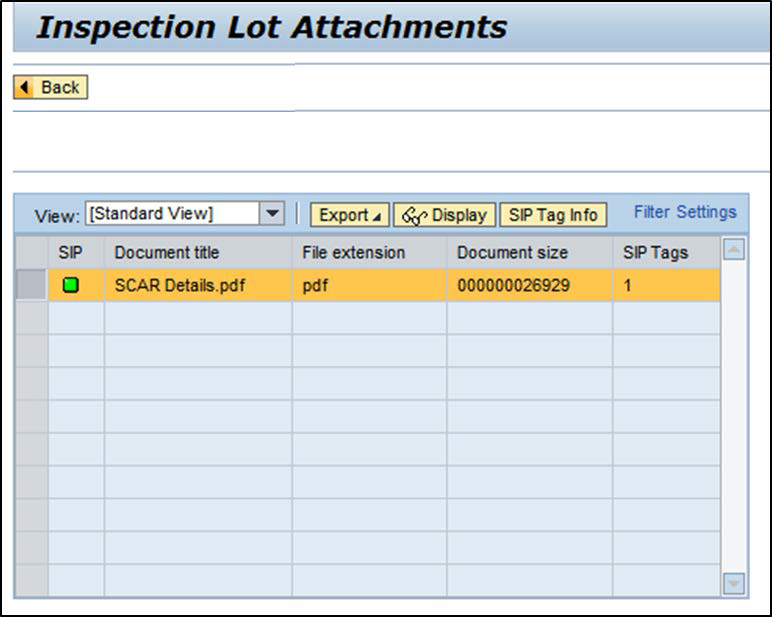 Inspection Lot Attachments
Back
View: [Standard View] Export Display SIP Tag Info Filter Settings
SIP Document title File extension Document size SIP Tags
SCAR Details.pdf pdf 000000026929 1